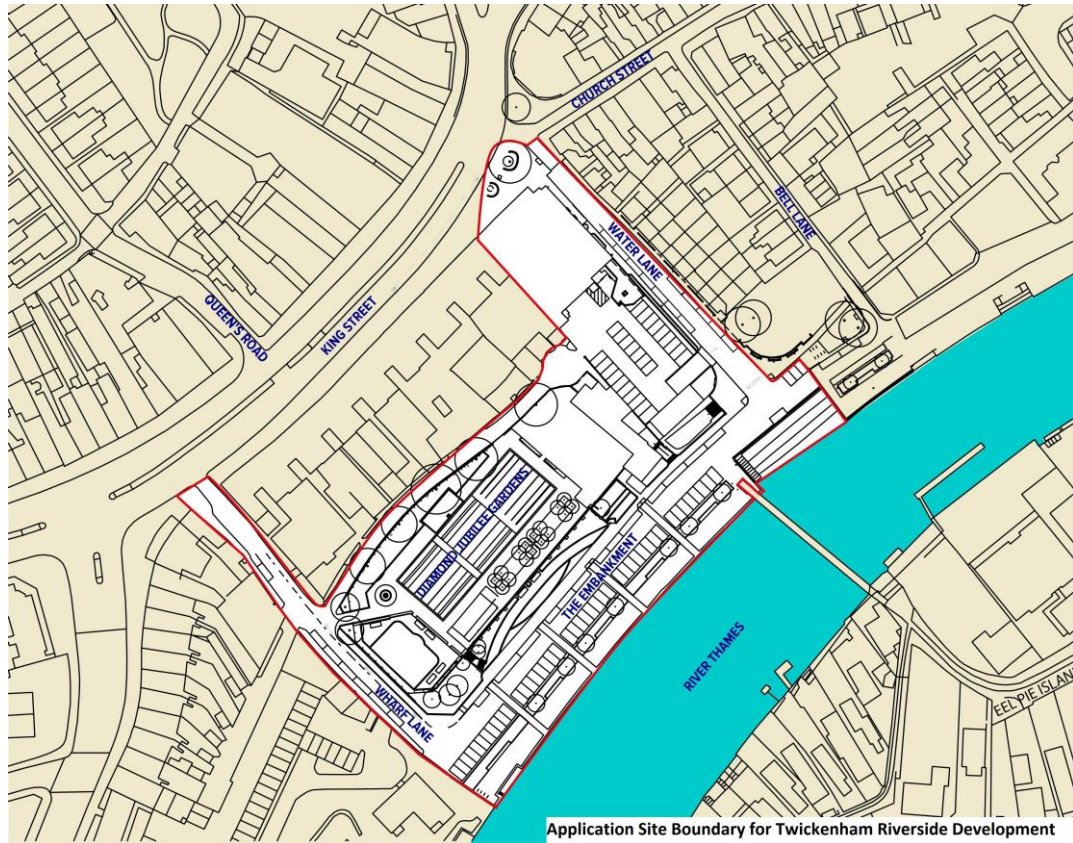 CHURCH STREET
BELL LANE
WATER LANE
QUEEN'S ROAD
KING STREET
DIAMOND JUBILEE GARDENS
THE EMBANKMENT
RIVER THAMES
EEL PIE ISLAND
WHARF LANE
Application Site Boundary for Twickenham Riverside Development